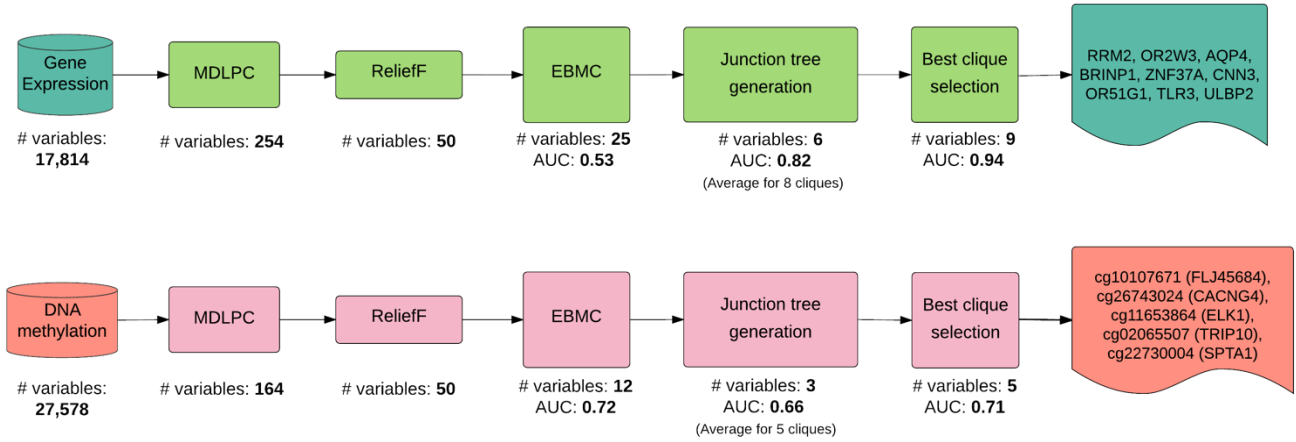 Gene
Expression
MDLPC
ReliefF
EBMC
Junction tree
generation
Best clique
selection
RRM2, OR2W3, AQP4,
BRINP1, ZNF37A, CNN3,
OR51G1, TLR3, ULBP2
# variables:
17,814
# variables: 254
# variables: 50
# variables: 25
AUC: 0.53
# variables: 6
AUC: 0.82
(Average for 8 cliques)
# variables: 9
AUC: 0.94
DNA
methylation
MDLPC
ReliefF
EBMC
Junction tree
generation
Best clique
selection
cg10107671 (FLJ45684),
cg26743024 (CACNG4),
cg11653864 (ELK1),
cg02065507 (TRIP10),
cg22730004 (SPTA1)
# variables:
27,578
# variables: 164
# variables: 50
# variables: 12
AUC: 0.72
# variables: 3
AUC: 0.66
(Average for 5 cliques)
# variables: 5
AUC: 0.71